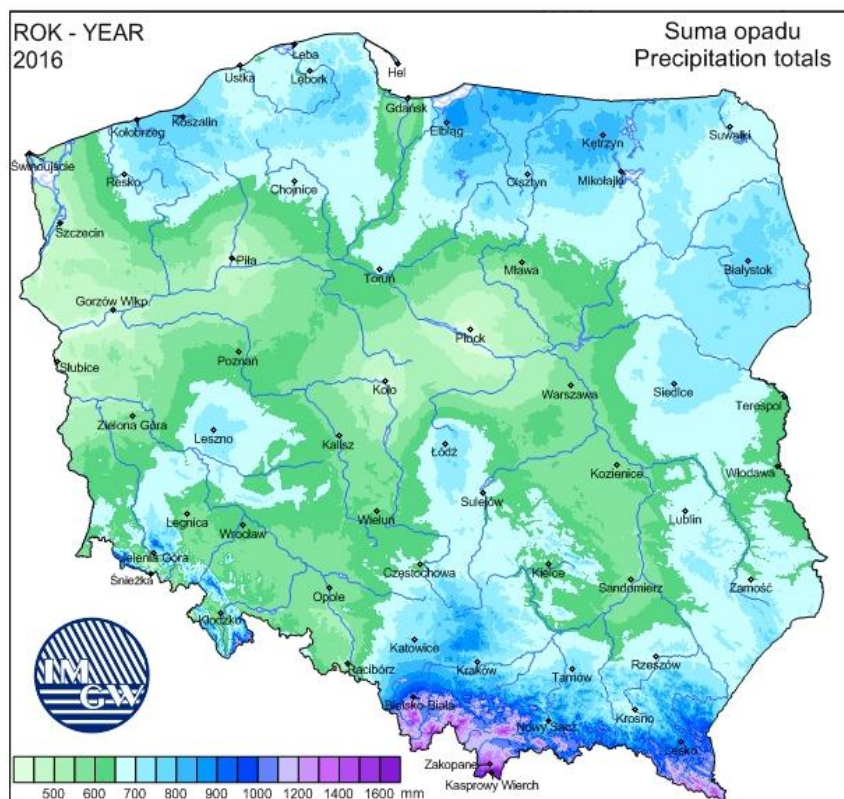 ROK - YEAR
2016
Suma opadu
Precipitation totals
Łeba
Hel
Ustka
Lębork
Gdańsk
Elbląg
Kołobrzeg
Koszalin
Kętrzyn
Suwałki
Świnoujście
Resko
Chojnice
Olsztyn
Mikołajki
Szczecin
Piła
Toruń
Mława
Białystok
Gorzów Wlkp.
Płock
Słubice
Poznań
Koło
Warszawa
Siedlce
Terespol
Zielona Góra
Leszno
Kalisz
Łódź
Kozienice
Włodawa
Sulejów
Legnica
Wrocław
Wieluń
Lublin
Jelenia Góra
Śnieżka
Częstochowa
Kielce
Sandomierz
Zamość
Opole
Kłodzko
Katowice
Racibórz
Kraków
Tarnów
Rzeszów
Bielsko-Biała
Nowy Sącz
Krosno
Lesko
Zakopane
Kasprowy Wierch
IM
GW
500 600 700 800 900 1000 1200 1400 1600 mm